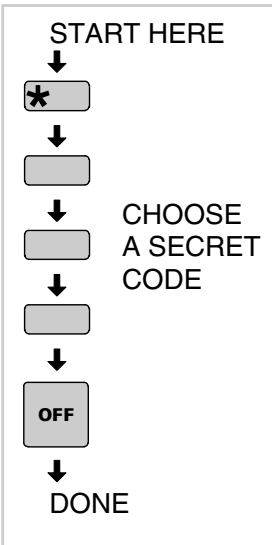 START HERE
*
CHOOSE
A SECRET
CODE
OFF
DONE